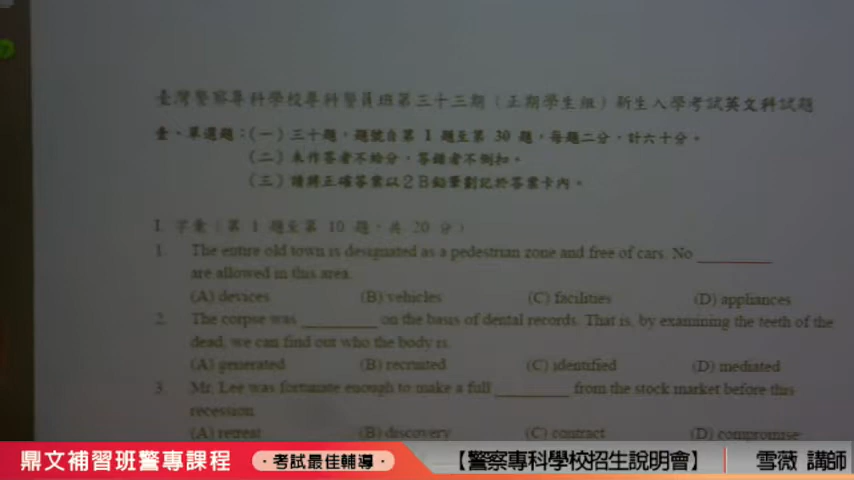 臺灣警察專科學校專科警員班第三十三期（正期學生組）新生入學考試英文科試題
壹、單選題：（一）三十題，題號自第 1 題至第 30 題，每題二分，計六十分。
（二）未作答者不給分，答錯者不倒扣。
（三）請將正確答案以2B鉛筆劃記於答案卡內。
I. 字彙（第 1 題至第 10 題，共 20 分）
1. The entire old town is designated as a pedestrian zone and free of cars. No ________
are allowed in this area.
(A) devices (B) vehicles (C) facilities (D) appliances
2. The corpse was ________ on the basis of dental records. That is, by examining the teeth of the
dead, we can find out who the body is.
(A) generated (B) recruited (C) identified (D) mediated
3. Mr. Lee was fortunate enough to make a full ________ from the stock market before this
recession.
(A) retreat (B) discovery (C) contract (D) compromise
鼎文補習班警專課程 ·考試最佳輔導· 【警察專科學校招生說明會】 雪薇 講師